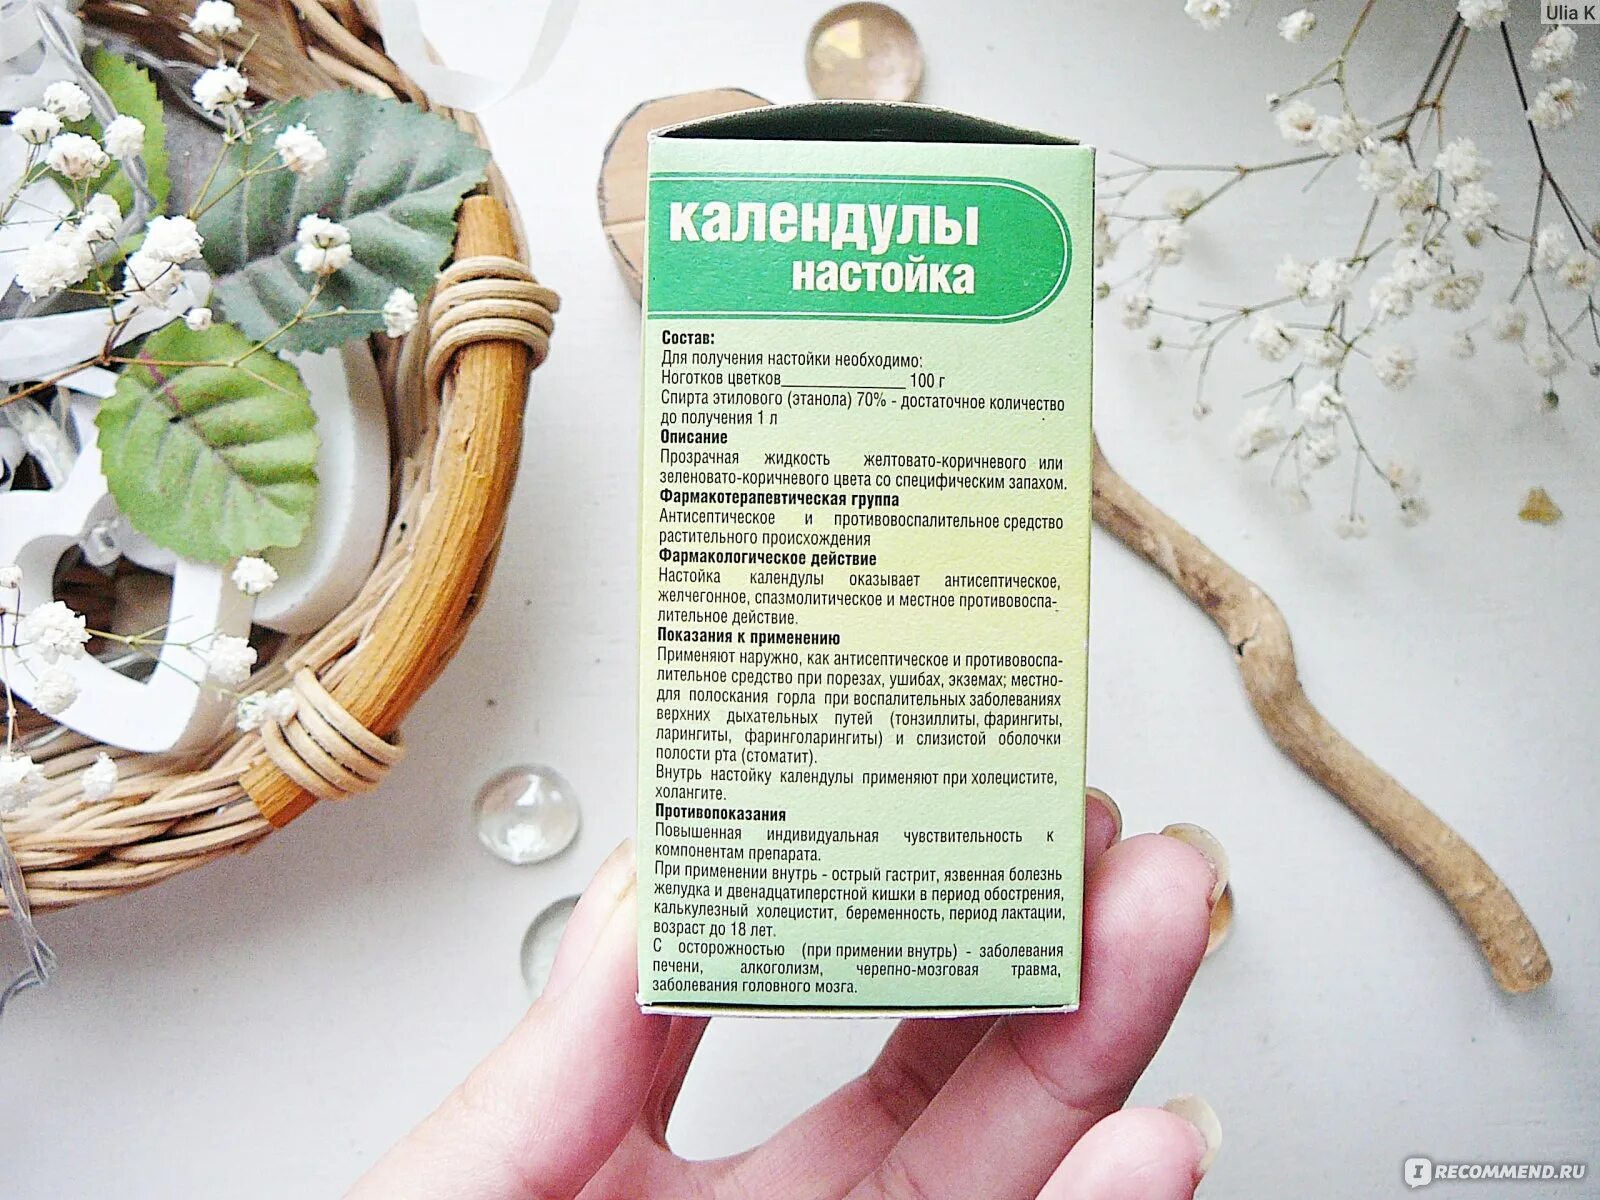 Ulia K
календулы
настойка
Состав:
Для получения настойки необходимо:
Ноготков цветков______________ 100 г
Спирта этилового (этанола) 70% - достаточное количество
до получения 1 л
Описание
Прозрачная жидкость желтовато-коричневого или
зеленовато-коричневого цвета со специфическим запахом.
Фармакотерапевтическая группа
Антисептическое и противовоспалительное средство
растительного происхождения
Фармакологическое действие
Настойка календулы оказывает антисептическое,
желчегонное, спазмолитическое и местное противовоспа-
лительное действие.
Показания к применению
Применяют наружно, как антисептическое и противовоспа-
лительное средство при порезах, ушибах, экземах; местно-
для полоскания горла при воспалительных заболеваниях
верхних дыхательных путей (тонзиллиты, фарингиты,
ларингиты, фаринголарингиты) и слизистой оболочки
полости рта (стоматит).
Внутрь настойку календулы применяют при холецистите,
холангите.
Противопоказания
Повышенная индивидуальная чувствительность к
компонентам препарата.
При применении внутрь - острый гастрит, язвенная болезнь
желудка и двенадцатиперстной кишки в период обострения,
калькулезный холецистит, беременность, период лактации,
возраст до 18 лет.
С осторожностью (при примении внутрь) - заболевания
печени, алкоголизм, черепно-мозговая травма,
заболевания головного мозга.
IRECOMMEND.RU